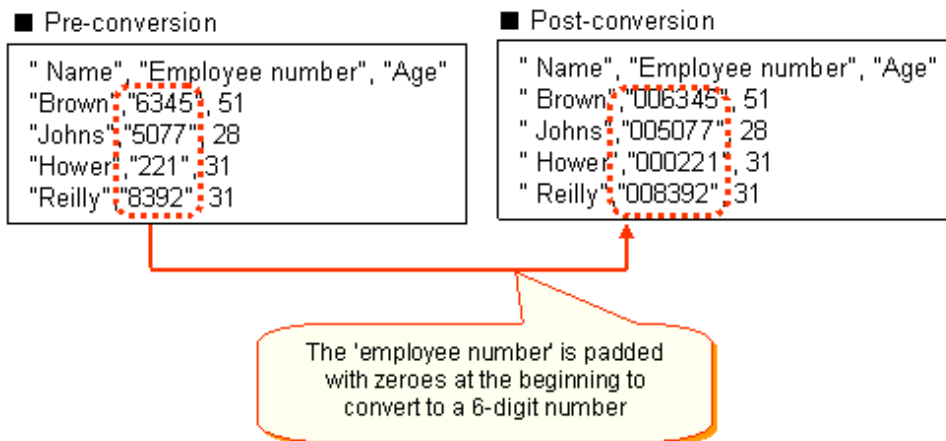 ■ Pre-conversion
" Name", "Employee number", "Age"
"Brown","6345", 51
"Johns","5077", 28
"Hower","221", 31
"Reilly","8392", 31
■ Post-conversion
" Name", "Employee number", "Age"
" Brown","006345", 51
" Johns","005077", 28
" Hower","000221", 31
" Reilly","008392", 31
The 'employee number' is padded
with zeroes at the beginning to
convert to a 6-digit number